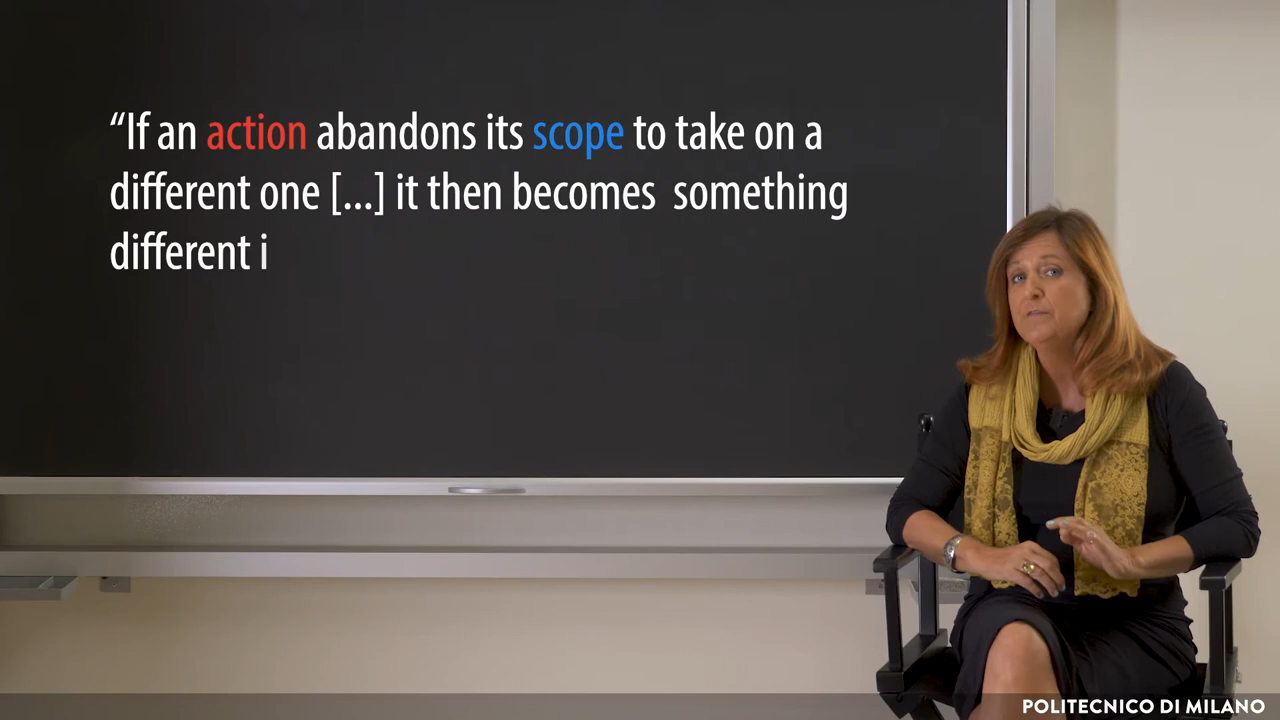 “If an action abandons its scope to take on a
different one [...] it then becomes something
different i
POLITECNICO DI MILANO